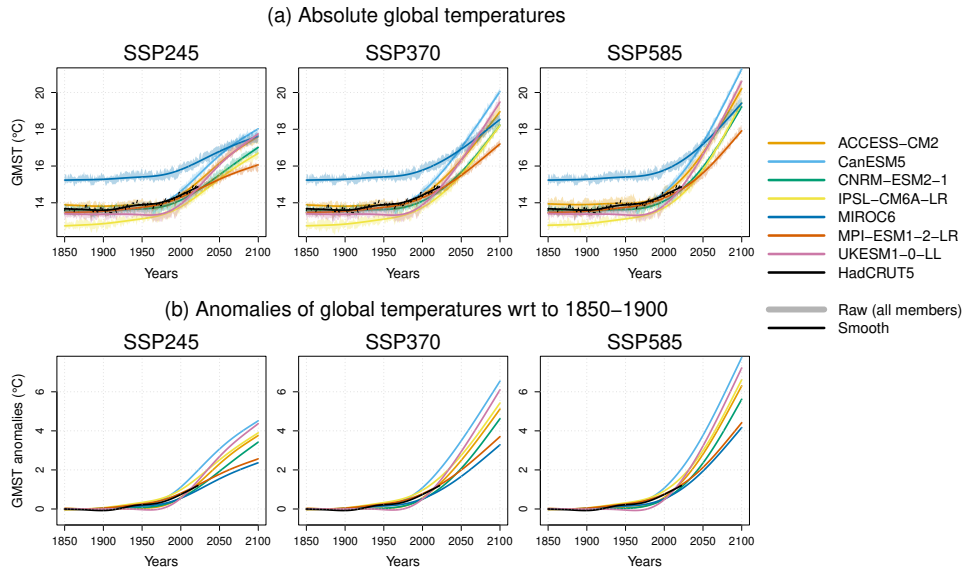 (a) Absolute global temperatures
SSP245 SSP370 SSP585
GMST (°C)
20
18
16
14
1850 1900 1950 2000 2050 2100
Years
20
18
16
14
1850 1900 1950 2000 2050 2100
Years
20
18
16
14
1850 1900 1950 2000 2050 2100
Years
ACCESS−CM2
CanESM5
CNRM−ESM2−1
IPSL−CM6A−LR
MIROC6
MPI−ESM1−2−LR
UKESM1−0−LL
HadCRUT5
Raw (all members)
Smooth
(b) Anomalies of global temperatures wrt to 1850−1900
SSP245 SSP370 SSP585
GMST anomalies (°C)
6
4
2
0
1850 1900 1950 2000 2050 2100
Years
6
4
2
0
1850 1900 1950 2000 2050 2100
Years
6
4
2
0
1850 1900 1950 2000 2050 2100
Years